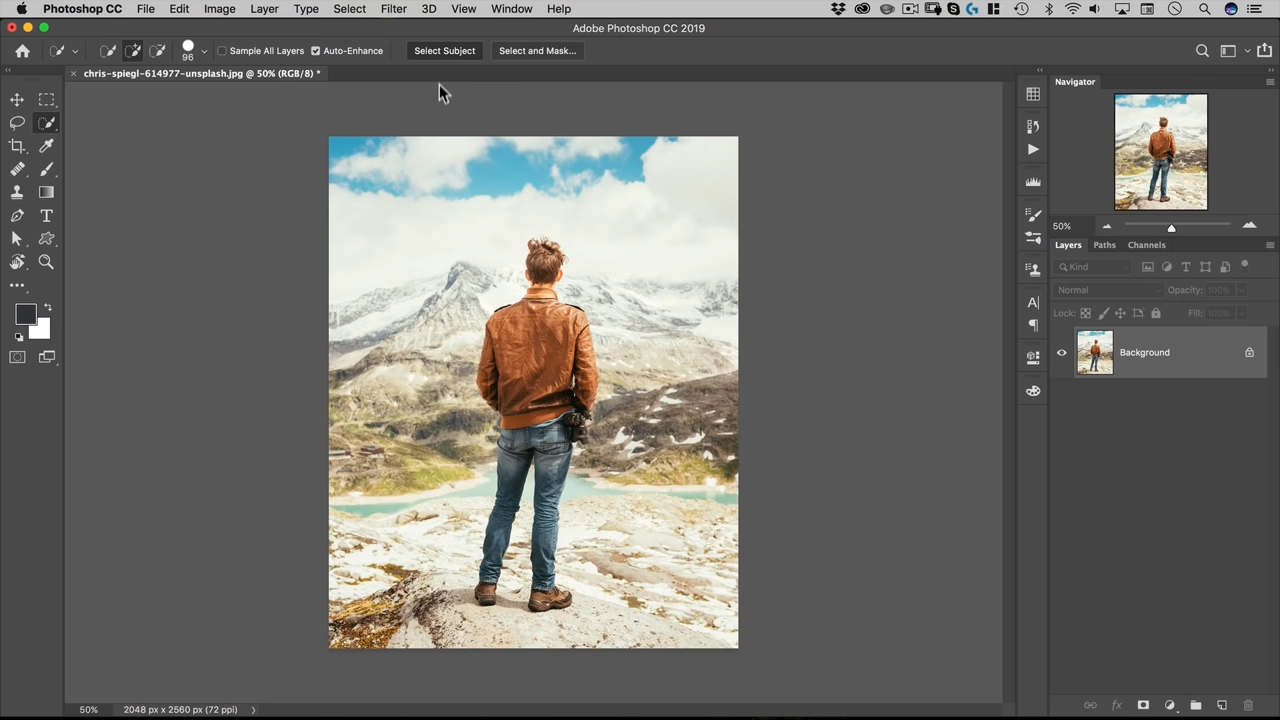 Photoshop CC File Edit Image Layer Type Select Filter 3D View Window Help
Adobe Photoshop CC 2019
96 Sample All Layers Auto-Enhance Select Subject Select and Mask...
× chris-spiegl-614977-unsplash.jpg @ 50% (RGB/8) *
Navigator
50%
Layers Paths Channels
Kind
Normal Opacity: 100%
Lock: Fill: 100%
Background
50% 2048 px x 2560 px (72 ppi)